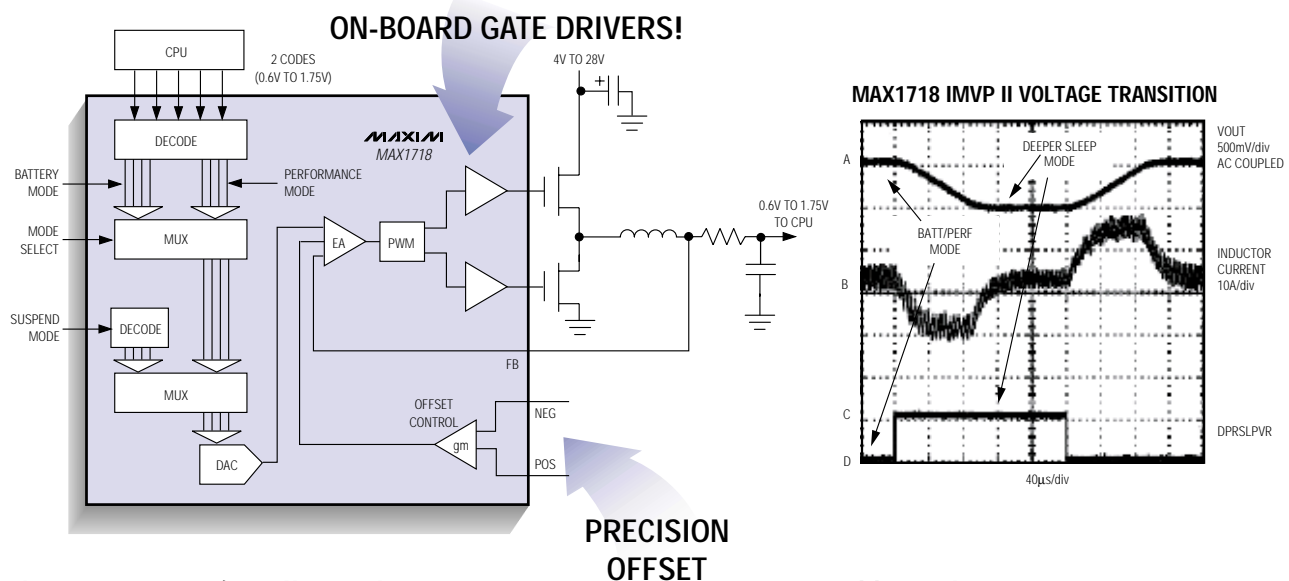 ON-BOARD GATE DRIVERS!
CPU
2 CODES
(0.6V TO 1.75V)
4V TO 28V
+
DECODE
MAXIM
MAX1718
BATTERY
MODE
PERFORMANCE
MODE
MODE
SELECT
MUX
EA
PWM
0.6V TO 1.75V
TO CPU
SUSPEND
MODE
DECODE
FB
MUX
OFFSET
CONTROL
NEG
gm
POS
DAC
PRECISION
OFFSET
MAX1718 IMVP II VOLTAGE TRANSITION
A
DEEPER SLEEP
MODE
VOUT
500mV/div
AC COUPLED
BATT/PERF
MODE
B
INDUCTOR
CURRENT
10A/div
C
DPRSLPVR
D
40µs/div